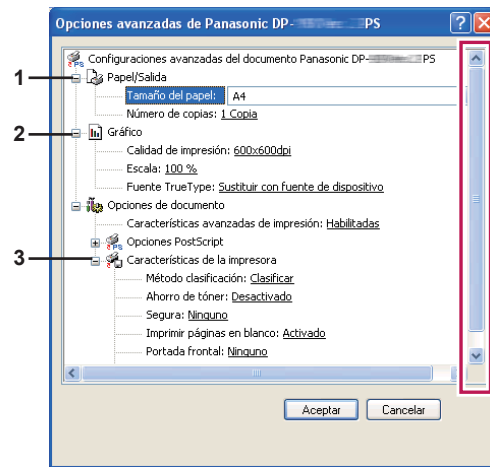 Opciones avanzadas de Panasonic DP- PS
Configuraciones avanzadas del documento Panasonic DP- PS
1
Papel/Salida
Tamaño del papel: A4
Número de copias: 1 Copia
2
Gráfico
Calidad de impresión: 600x600dpi
Escala: 100 %
Fuente TrueType: Sustituir con fuente de dispositivo
Opciones de documento
Características avanzadas de impresión: Habilitadas
Opciones PostScript
3
Características de la impresora
Método clasificación: Clasificar
Ahorro de tóner: Desactivado
Segura: Ninguno
Imprimir páginas en blanco: Activado
Portada frontal: Ninguno
Aceptar
Cancelar